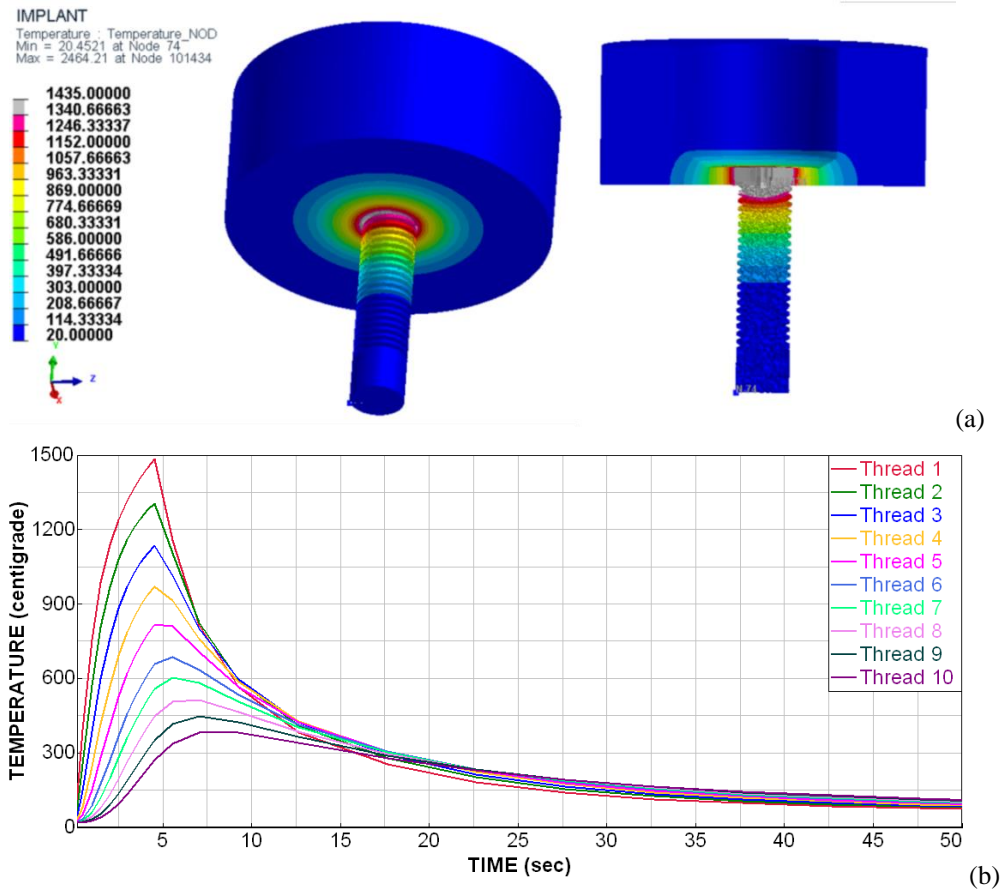 IMPLANT
Temperature : Temperature_NOD
Min = 20.4521 at Node 74
Max = 2464.21 at Node 101434
1435.00000
1340.66663
1246.33337
1152.00000
1057.66663
963.33331
869.00000
774.66669
680.33331
586.00000
491.66666
397.33334
303.00000
208.66667
114.33334
20.00000
Y
Z
X
N 74
(a)
TEMPERATURE (centigrade)
1500
1200
900
600
300
0
Thread 1
Thread 2
Thread 3
Thread 4
Thread 5
Thread 6
Thread 7
Thread 8
Thread 9
Thread 10
5 10 15 20 25 30 35 40 45 50
TIME (sec)
(b)